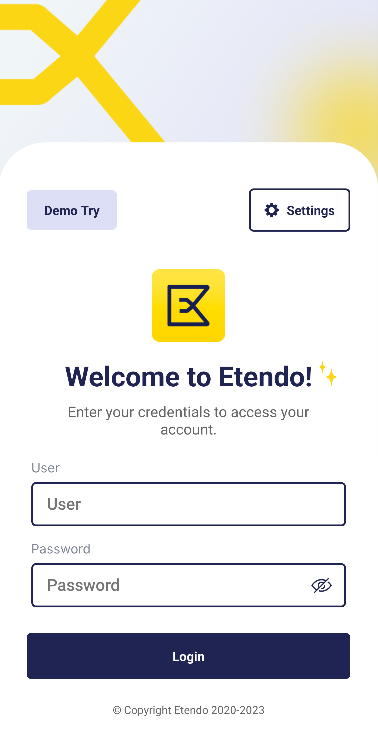 Demo Try
Settings
Welcome to Etendo!
Enter your credentials to access your
account.
User
User
Password
Password
Login
© Copyright Etendo 2020-2023